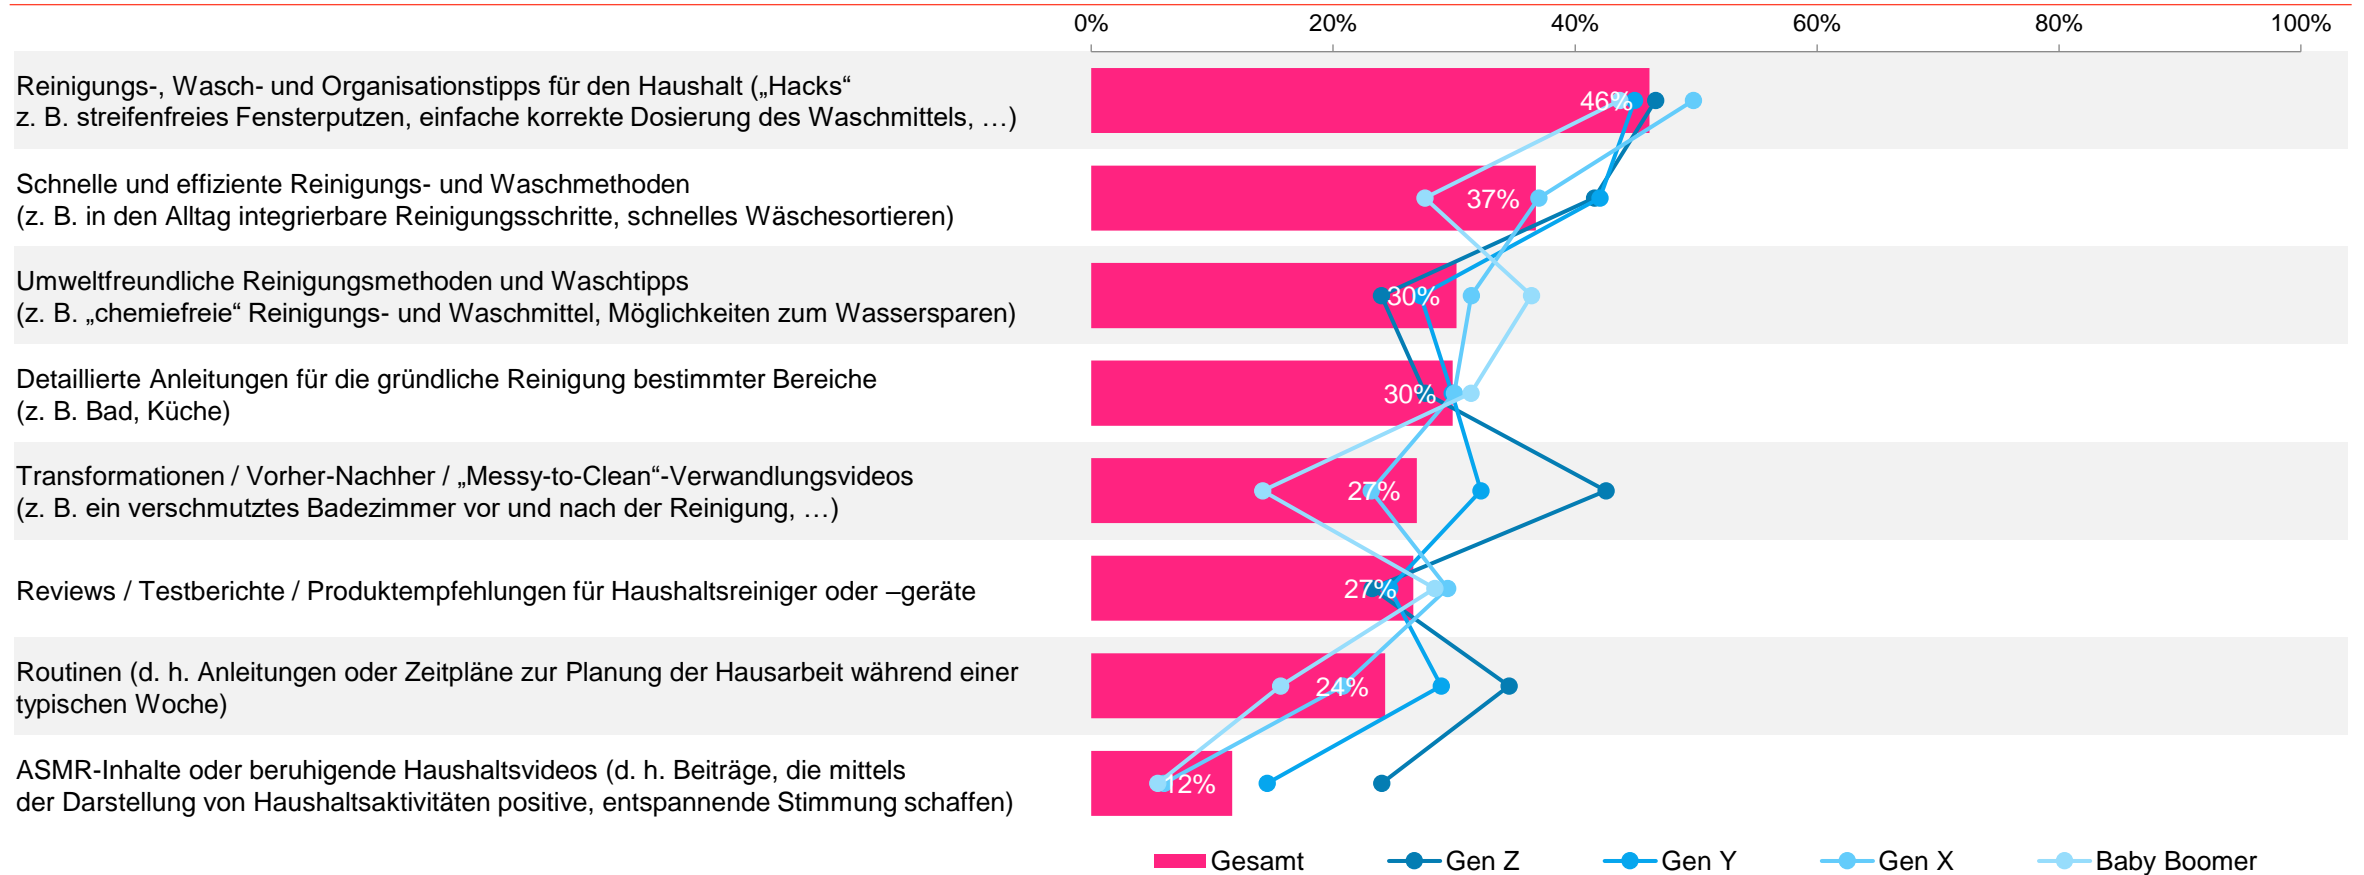 0% 20% 40% 60% 80% 100%
Reinigungs-, Wasch- und Organisationstipps für den Haushalt („Hacks“
z. B. streifenfreies Fensterputzen, einfache korrekte Dosierung des Waschmittels, …)
46%
Schnelle und effiziente Reinigungs- und Waschmethoden
(z. B. in den Alltag integrierbare Reinigungsschritte, schnelles Wäschesortieren)
37%
Umweltfreundliche Reinigungsmethoden und Waschtipps
(z. B. „chemiefreie“ Reinigungs- und Waschmittel, Möglichkeiten zum Wassersparen)
30%
Detaillierte Anleitungen für die gründliche Reinigung bestimmter Bereiche
(z. B. Bad, Küche)
30%
Transformationen / Vorher-Nachher / „Messy-to-Clean“-Verwandlungsvideos
(z. B. ein verschmutztes Badezimmer vor und nach der Reinigung, …)
27%
Reviews / Testberichte / Produktempfehlungen für Haushaltsreiniger oder –geräte
27%
Routinen (d. h. Anleitungen oder Zeitpläne zur Planung der Hausarbeit während einer
typischen Woche)
24%
ASMR-Inhalte oder beruhigende Haushaltsvideos (d. h. Beiträge, die mittels
der Darstellung von Haushaltsaktivitäten positive, entspannende Stimmung schaffen)
12%
Gesamt Gen Z Gen Y Gen X Baby Boomer